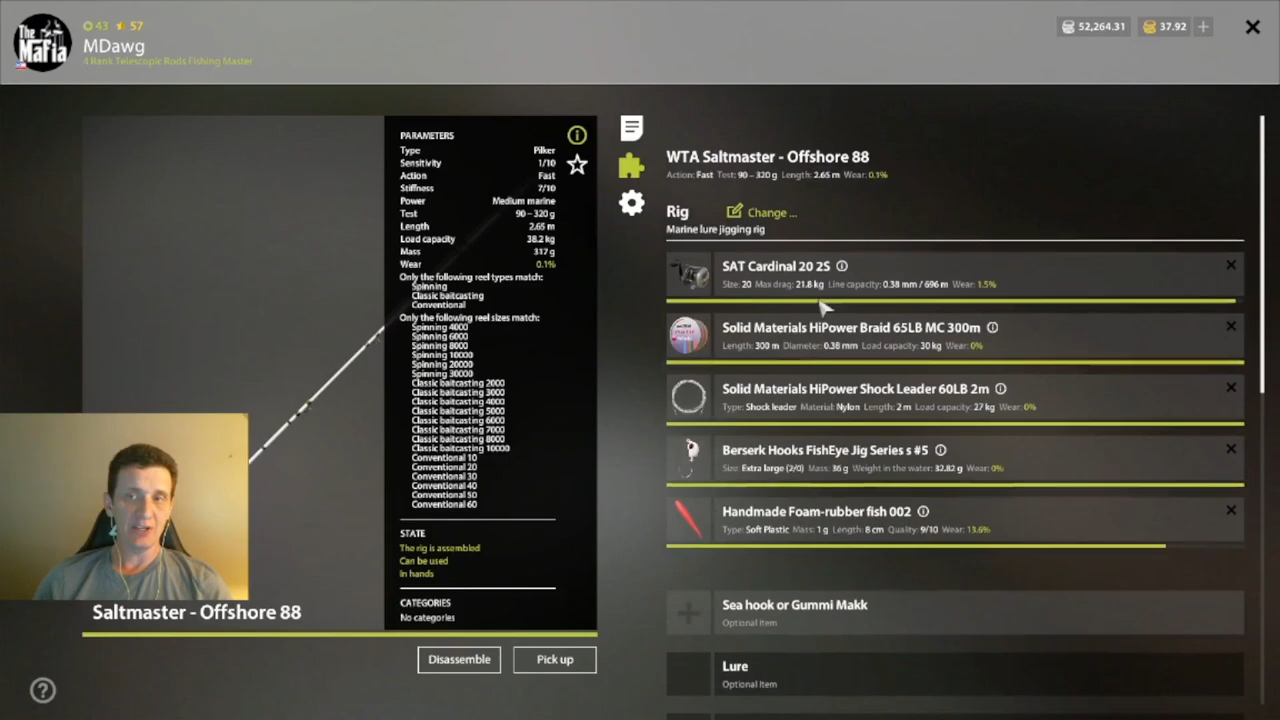 The
Mafia
43 57
MDawg
4 Rank Telescopic Rods Fishing Master
52,264.31 37.92
PARAMETERS
Type Pilker
Sensitivity 1/10
Action Fast
Stiffness 7/10
Power Medium marine
Test 90 – 320 g
Length 2.65 m
Load capacity 38.2 kg
Mass 317 g
Wear 0.1%
Only the following reel types match:
Spinning
Classic baitcasting
Conventional
Only the following reel sizes match:
Spinning 4000
Spinning 6000
Spinning 8000
Spinning 10000
Spinning 20000
Spinning 30000
Classic baitcasting 2000
Classic baitcasting 3000
Classic baitcasting 4000
Classic baitcasting 5000
Classic baitcasting 6000
Classic baitcasting 7000
Classic baitcasting 8000
Classic baitcasting 10000
Conventional 10
Conventional 20
Conventional 30
Conventional 40
Conventional 50
Conventional 60
STATE
The rig is assembled
Can be used
In hands
CATEGORIES
No categories
Saltmaster - Offshore 88
Disassemble Pick up
WTA Saltmaster - Offshore 88
Action: Fast Test: 90 – 320 g Length: 2.65 m Wear: 0.1%
Rig Change ...
Marine lure jigging rig
SAT Cardinal 20 2S
Size: 20 Max drag: 21.8 kg Line capacity: 0.38 mm / 696 m Wear: 1.5%
Solid Materials HiPower Braid 65LB MC 300m
Length: 300 m Diameter: 0.38 mm Load capacity: 30 kg Wear: 0%
Solid Materials HiPower Shock Leader 60LB 2m
Type: Shock leader Material: Nylon Length: 2 m Load capacity: 27 kg Wear: 0%
Berserk Hooks FishEye Jig Series s #5
Size: Extra large (2/0) Mass: 36 g Weight in the water: 32.82 g Wear: 0%
Handmade Foam-rubber fish 002
Type: Soft Plastic Mass: 1 g Length: 8 cm Quality: 9/10 Wear: 13.6%
Sea hook or Gummi Makk
Optional Item
Lure
Optional Item